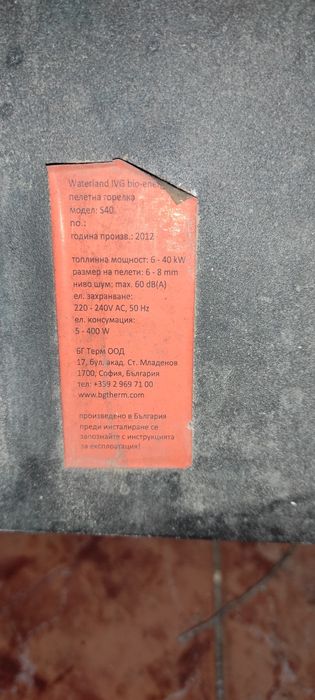 Waterland IVG bio-ene
пелетна горелка
модел: S40
no.:
година произв.: 2012
топлинна мощност: 6 - 40 kW
размер на пелети: 6 - 8 mm
ниво шум: max. 60 dB(A)
ел. захранване:
220 - 240V AC, 50 Hz
ел. консумация:
5 - 400 W
БГ Терм ООД
17, бул. акад. Ст. Младенов
1700, София, България
тел: +359 2 969 71 00
www.bgtherm.com
произведено в България
преди инсталиране се
запознайте с инструкцията
за експлоатация!